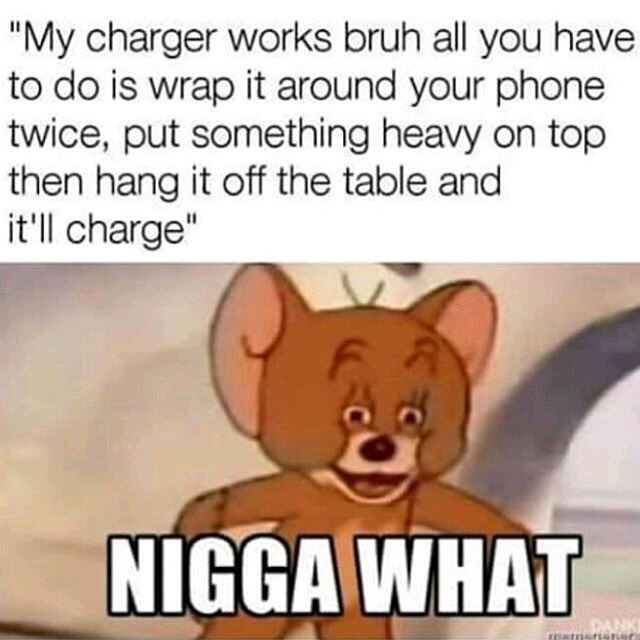 "My charger works bruh all you have
to do is wrap it around your phone
twice, put something heavy on top
then hang it off the table and
it'll charge"
NIGGA WHAT
DANK